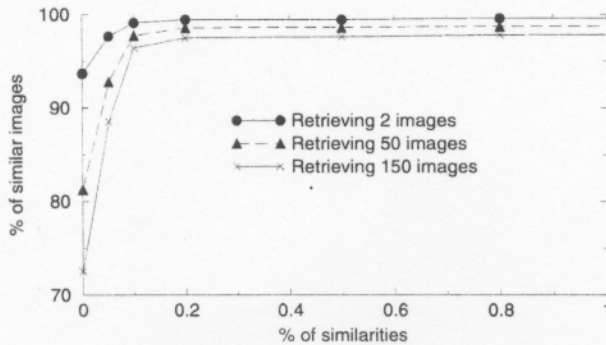 100
90
80
70
% of similar images
Retrieving 2 images
Retrieving 50 images
Retrieving 150 images
0 0.2 0.4 0.6 0.8
% of similarities